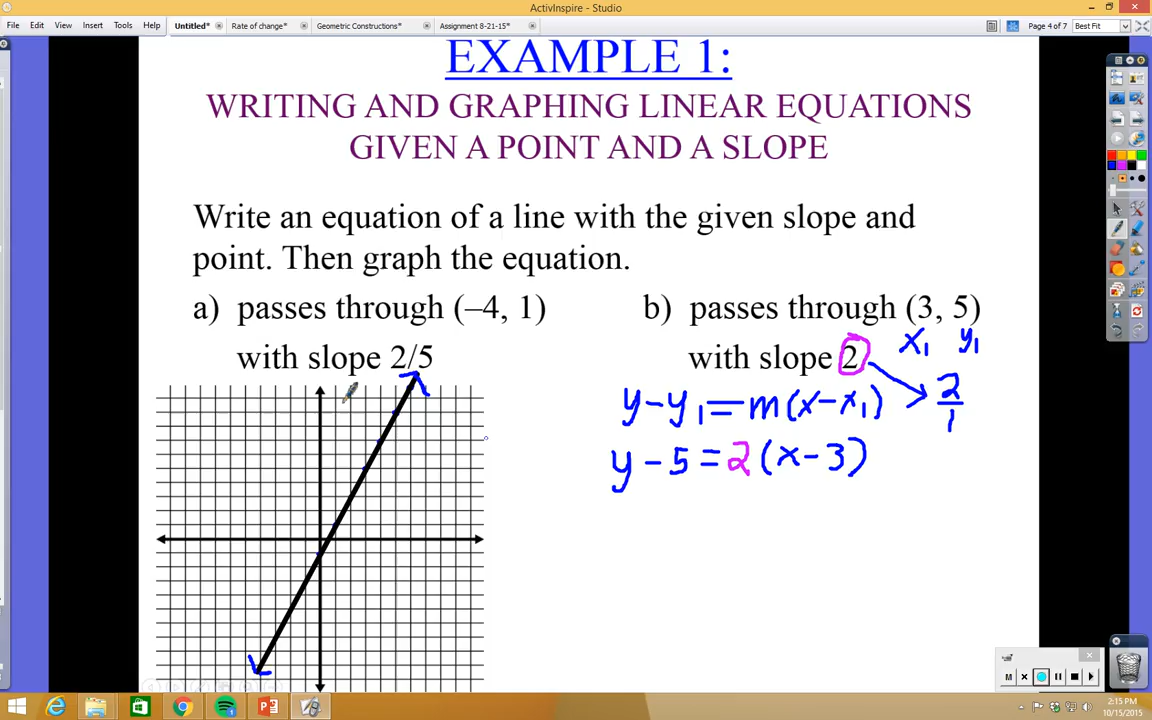 ActivInspire - Studio
File Edit View Insert Tools Help Untitled* Rate of change* Geometric Constructions* Assignment 8-21-15* Page 4 of 7 Best Fit
EXAMPLE 1:
WRITING AND GRAPHING LINEAR EQUATIONS
GIVEN A POINT AND A SLOPE
Write an equation of a line with the given slope and
point. Then graph the equation.
a) passes through (–4, 1)
with slope 2/5
b) passes through (3, 5)
with slope 2
x₁ y₁
y-y₁=m(x-x₁)
2/1
y-5=2(x-3)
M
2:15 PM
10/15/2015